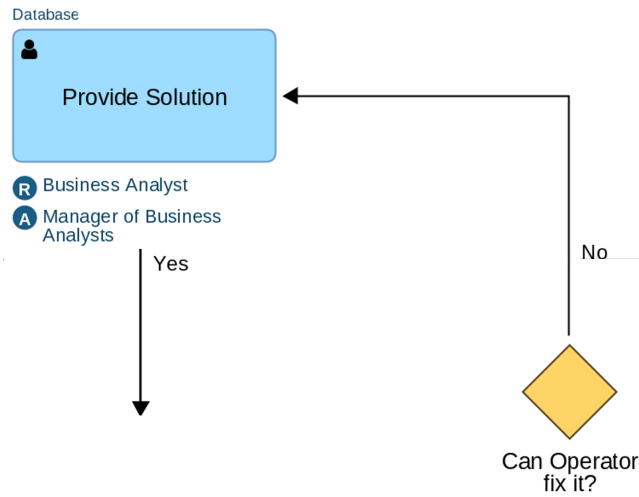 Database
Provide Solution
R Business Analyst
A Manager of Business
Analysts
Yes
No
Can Operator
fix it?